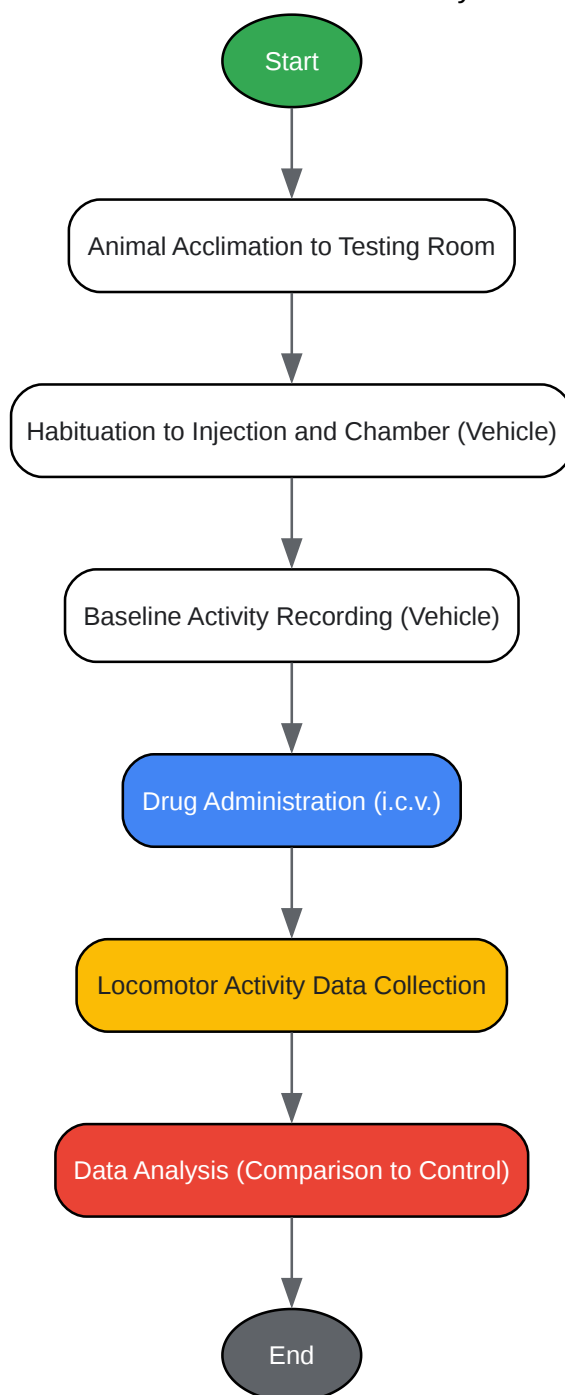 Start
Animal Acclimation to Testing Room
Habituation to Injection and Chamber (Vehicle)
Baseline Activity Recording (Vehicle)
Drug Administration (i.c.v.)
Locomotor Activity Data Collection
Data Analysis (Comparison to Control)
End